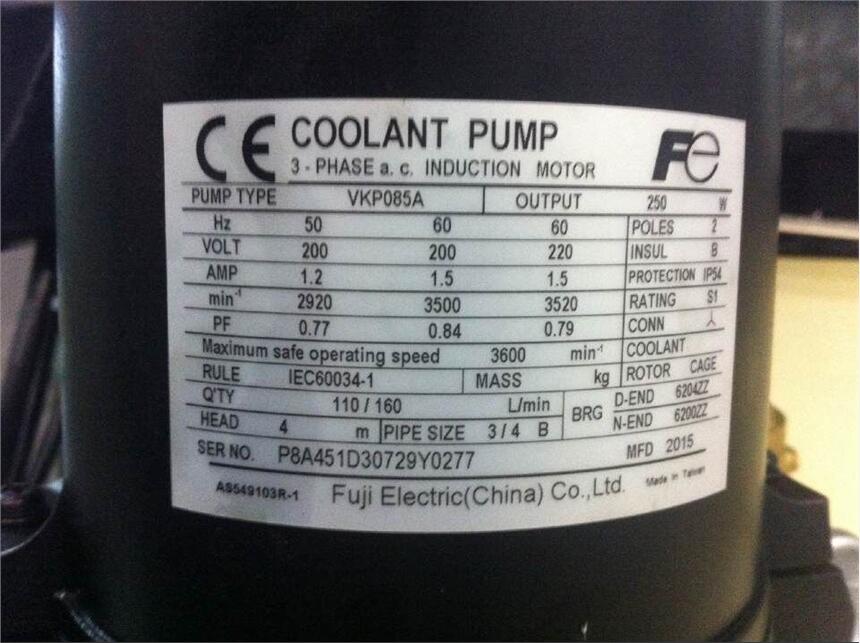 CE COOLANT PUMP Fe
3 - PHASE a. c. INDUCTION MOTOR
PUMP TYPE VKP085A OUTPUT 250 W
Hz 50 60 60 POLES 2
VOLT 200 200 220 INSUL B
AMP 1.2 1.5 1.5 PROTECTION IP54
min⁻¹ 2920 3500 3520 RATING S1
PF 0.77 0.84 0.79 CONN 人
Maximum safe operating speed 3600 min⁻¹ COOLANT
RULE IEC60034-1 MASS kg ROTOR CAGE
Q'TY 110 / 160 L/min BRG D-END 6204ZZ
HEAD 4 m PIPE SIZE 3/4 B N-END 6200ZZ
SER NO. P8A451D30729Y0277 MFD 2015
AS549103R-1 Fuji Electric(China) Co.,Ltd. Made in Taiwan